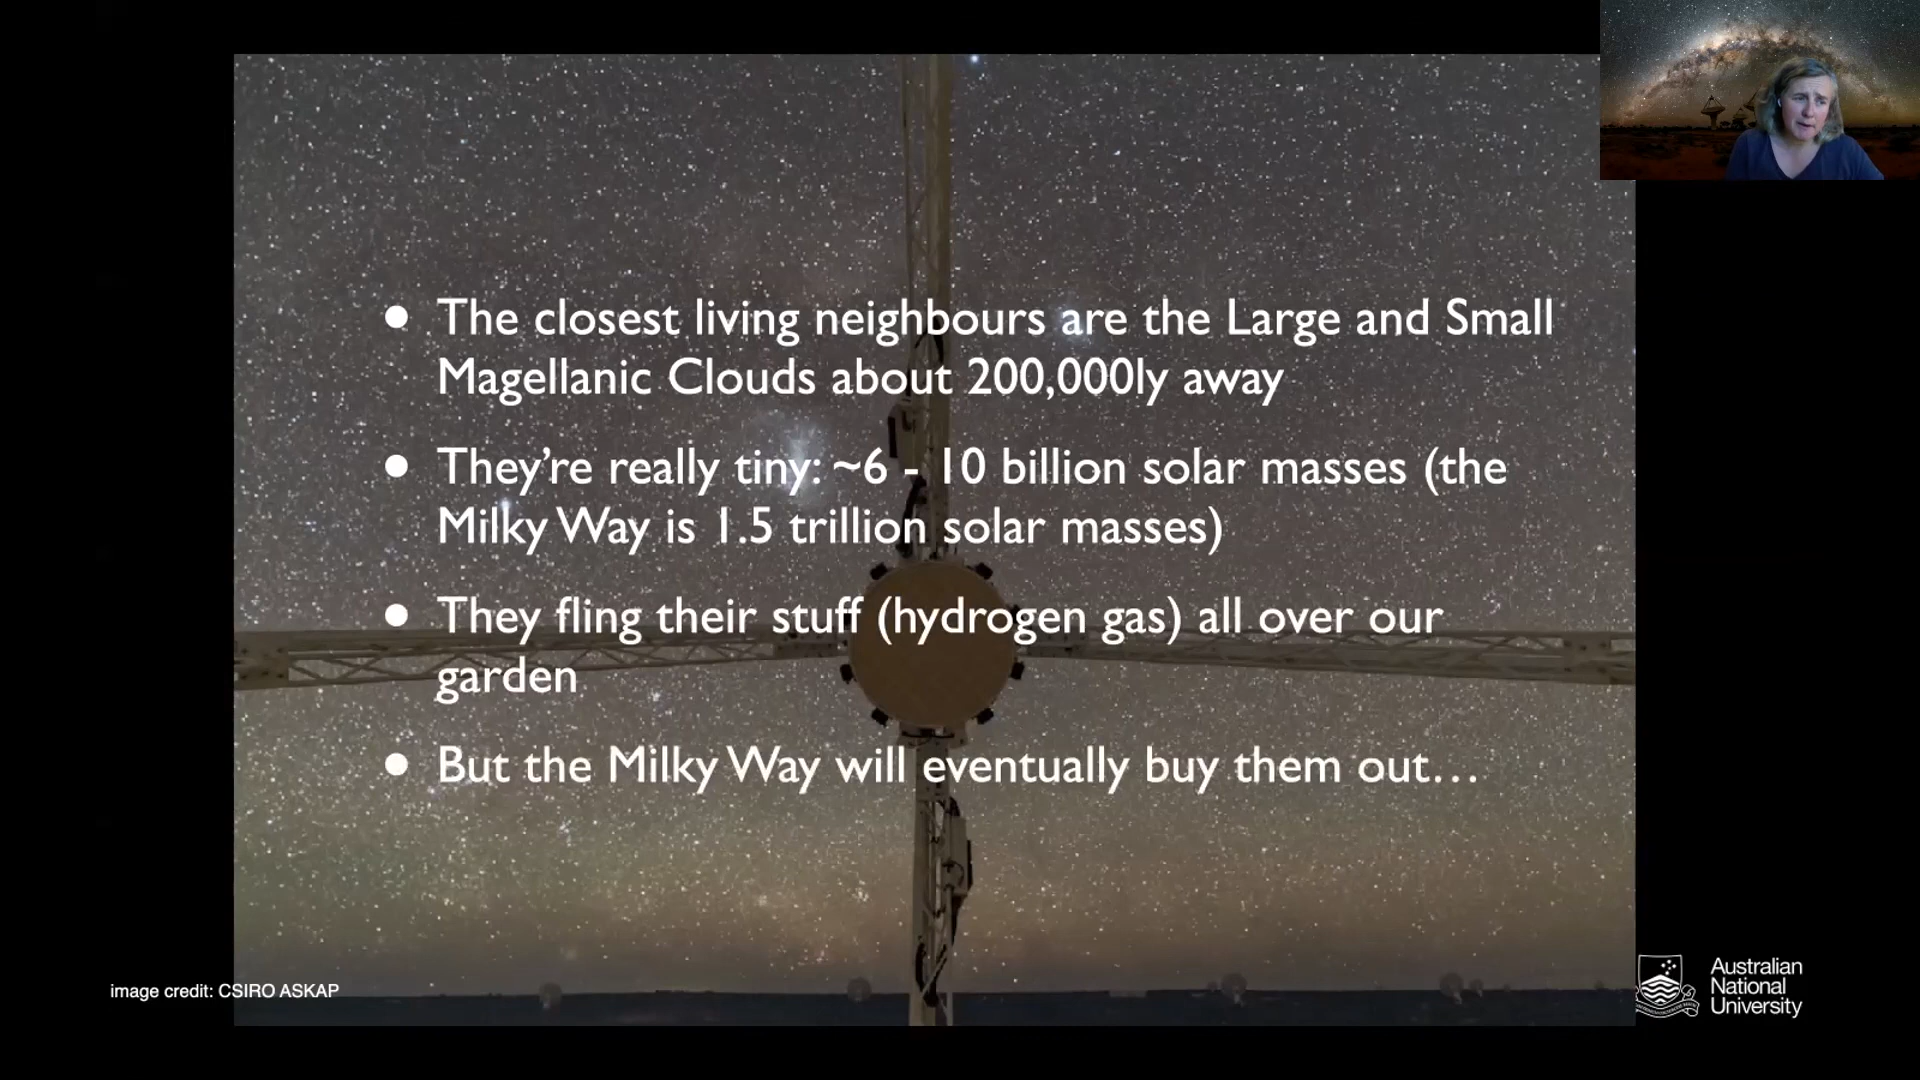 ● The closest living neighbours are the Large and Small
Magellanic Clouds about 200,000ly away
● They’re really tiny: ~6 - 10 billion solar masses (the
Milky Way is 1.5 trillion solar masses)
● They fling their stuff (hydrogen gas) all over our
garden
● But the Milky Way will eventually buy them out…
image credit: CSIRO ASKAP
Australian
National
University